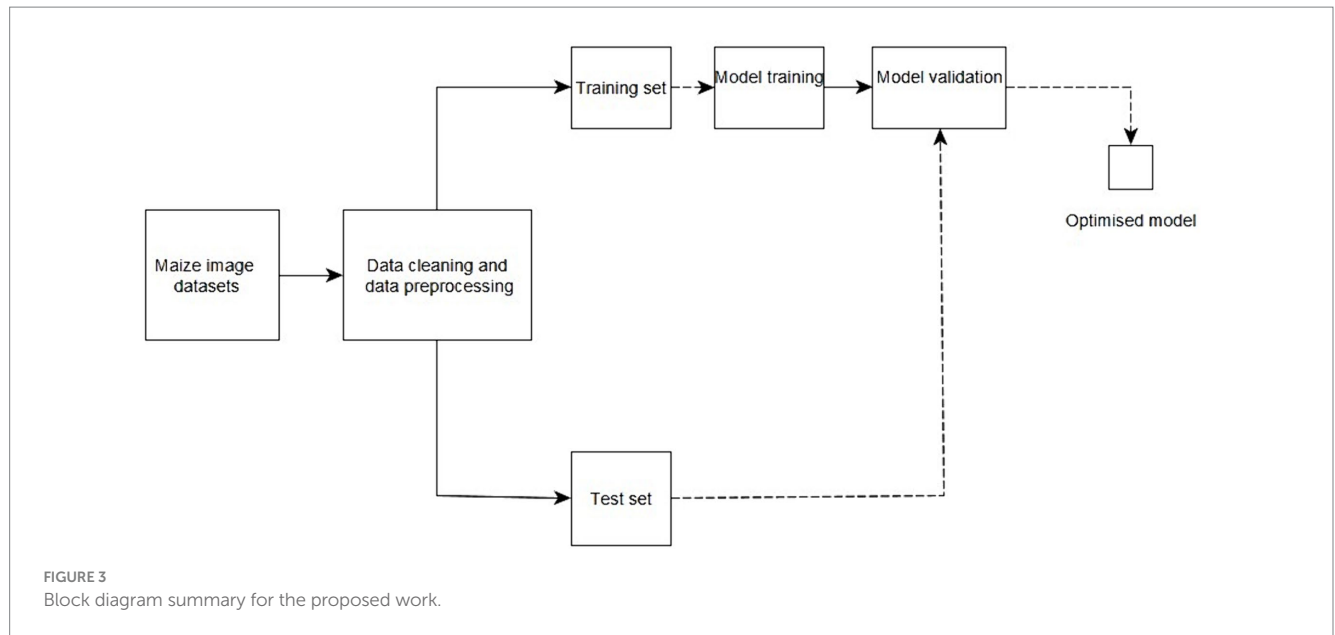 Training set
Model training
Model validation
Optimised model
Maize image
datasets
Data cleaning and
data preprocessing
Test set
FIGURE 3
Block diagram summary for the proposed work.